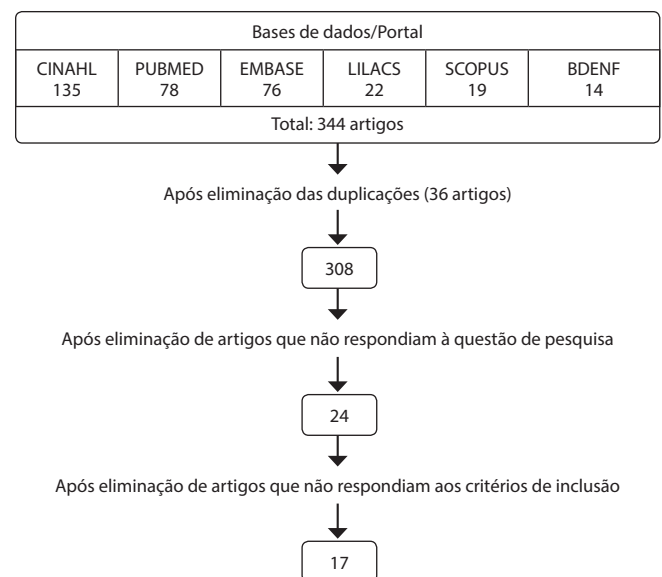 Bases de dados/Portal
CINAHL PUBMED EMBASE LILACS SCOPUS BDENF
135 78 76 22 19 14
Total: 344 artigos
Após eliminação das duplicações (36 artigos)
308
Após eliminação de artigos que não respondiam à questão de pesquisa
24
Após eliminação de artigos que não respondiam aos critérios de inclusão
17